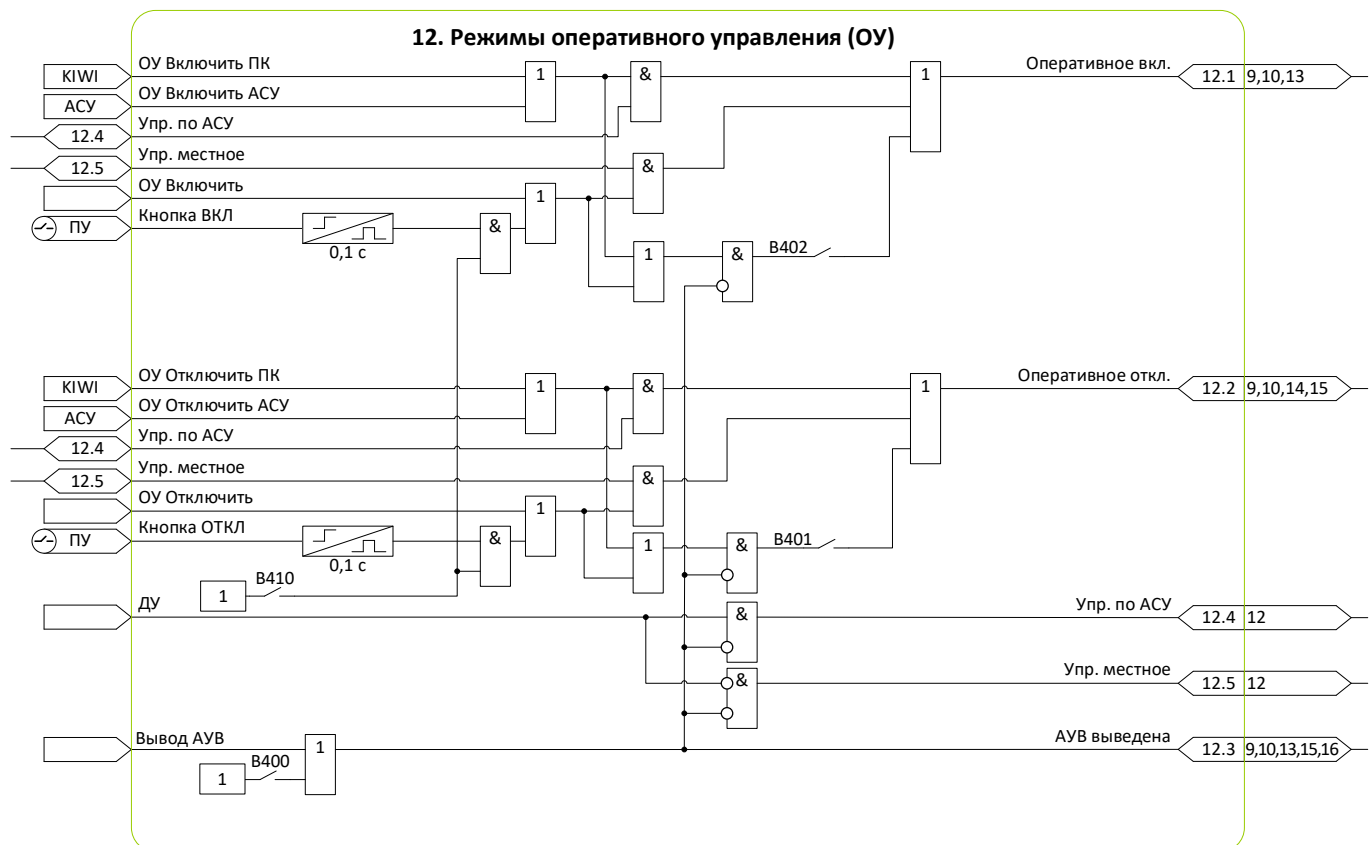 12. Режимы оперативного управления (ОУ)
KIWI
ОУ Включить ПК
1
&
1
Оперативное вкл.
12.1 9,10,13
АСУ
ОУ Включить АСУ
12.4
Упр. по АСУ
12.5
Упр. местное
&
ОУ Включить
1
ПУ
Кнопка ВКЛ
0,1 с
&
1
&
B402
KIWI
ОУ Отключить ПК
1
&
1
Оперативное откл.
12.2 9,10,14,15
АСУ
ОУ Отключить АСУ
12.4
Упр. по АСУ
12.5
Упр. местное
&
ОУ Отключить
1
ПУ
Кнопка ОТКЛ
0,1 с
&
1
&
B401
1
B410
ДУ
&
Упр. по АСУ
12.4 12
&
Упр. местное
12.5 12
Вывод АУВ
1
АУВ выведена
12.3 9,10,13,15,16
1
B400